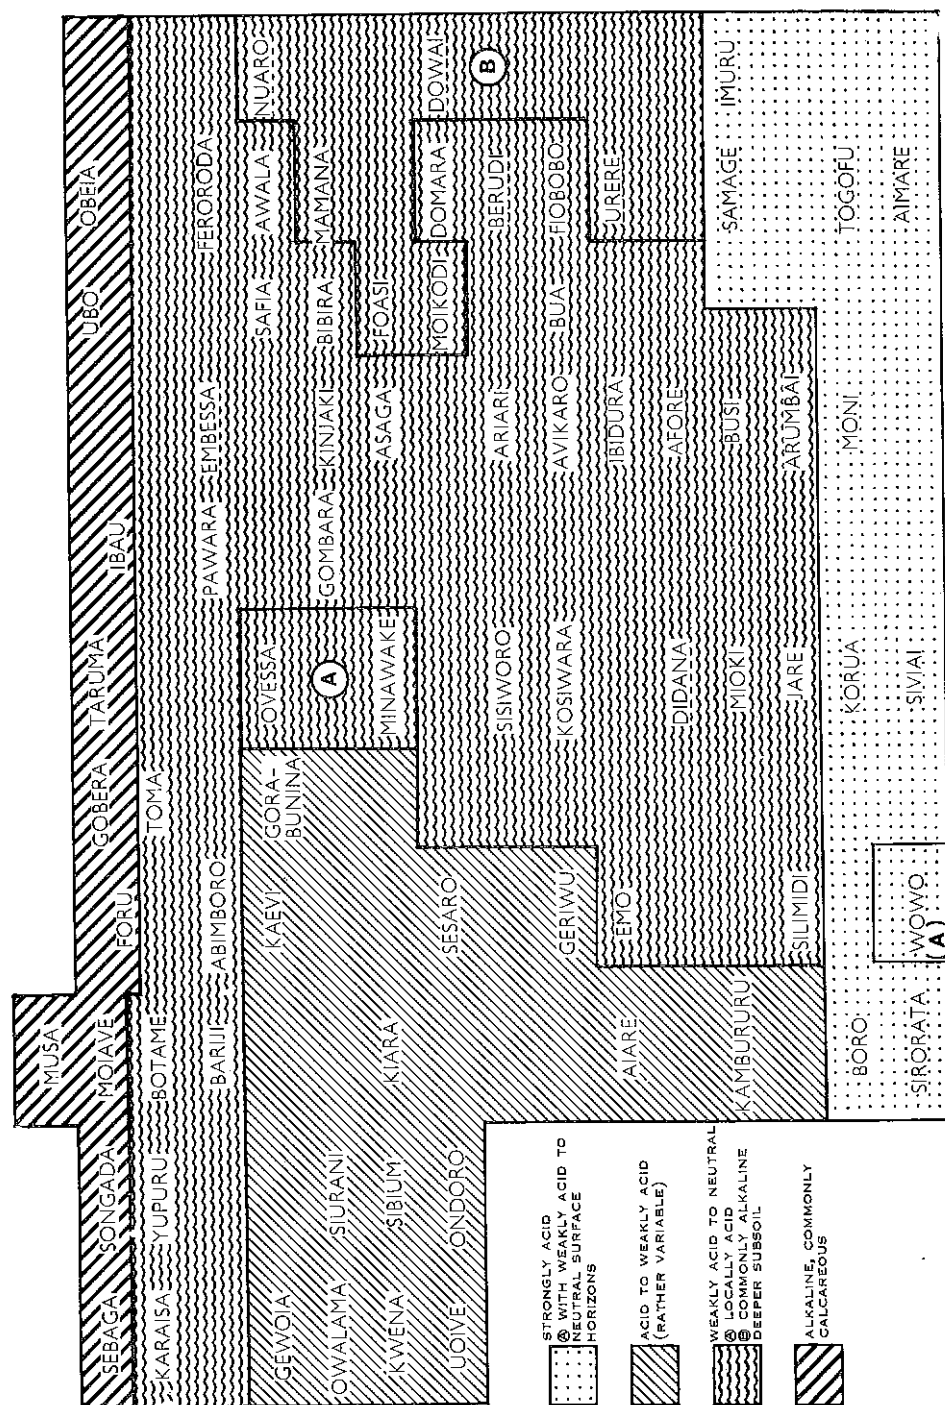 MUSA
SEBAGA SONGADA MOIAVE GOBERA TARUMA UBO OBEIA
FORU IBAU
KARAISA YUPURU BOTAME TOMA
BARIJI ABIMBORO PAWARA EMBESSA FERORODA
GEWOIA KAEVI GORA- OVESSA SAFIA AWALA NUARO
BUNINA
OWALAMA SIURANI A GOMBARA KINJAKI BIBIRA MAMANA
KWENA SIBIUM KIARA MINAWAKE ASAGA FOASI
UOIVE ONDORO SESARO MOIKODI DOMARA DOWAI
SISIWORO ARIARI BERUDE B
GERIWU KOSIWARA AVIKARO BUA FIOBOBO
AIARE EMO IBIDURA URERE
DIDANA AFORE
KAMBURURU MIOKI BUSI SAMAGE IMURU
SILIMIDI JARE ARUMBAI
BORO KORUA MONI TOGOFU
SIRORATA WOWO SIVIAI AIMARE
(A)
STRONGLY ACID
Ⓐ WITH WEAKLY ACID TO
NEUTRAL SURFACE
HORIZONS
ACID TO WEAKLY ACID
(RATHER VARIABLE)
WEAKLY ACID TO NEUTRAL
Ⓐ LOCALLY ACID
Ⓑ COMMONLY ALKALINE
DEEPER SUBSOIL
ALKALINE, COMMONLY
CALCAREOUS